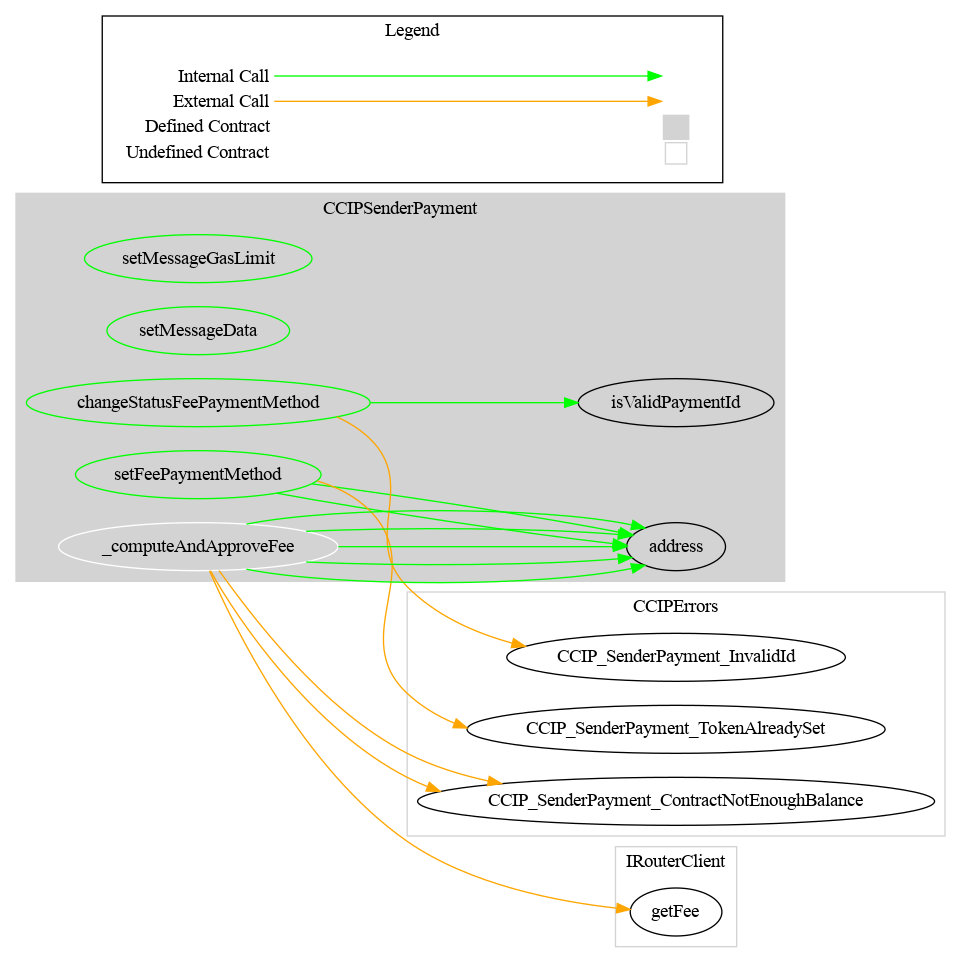 Legend
Internal Call
External Call
Defined Contract
Undefined Contract
CCIPSenderPayment
setMessageGasLimit
setMessageData
changeStatusFeePaymentMethod
isValidPaymentId
setFeePaymentMethod
_computeAndApproveFee
address
CCIPErrors
CCIP_SenderPayment_InvalidId
CCIP_SenderPayment_TokenAlreadySet
CCIP_SenderPayment_ContractNotEnoughBalance
IRouterClient
getFee